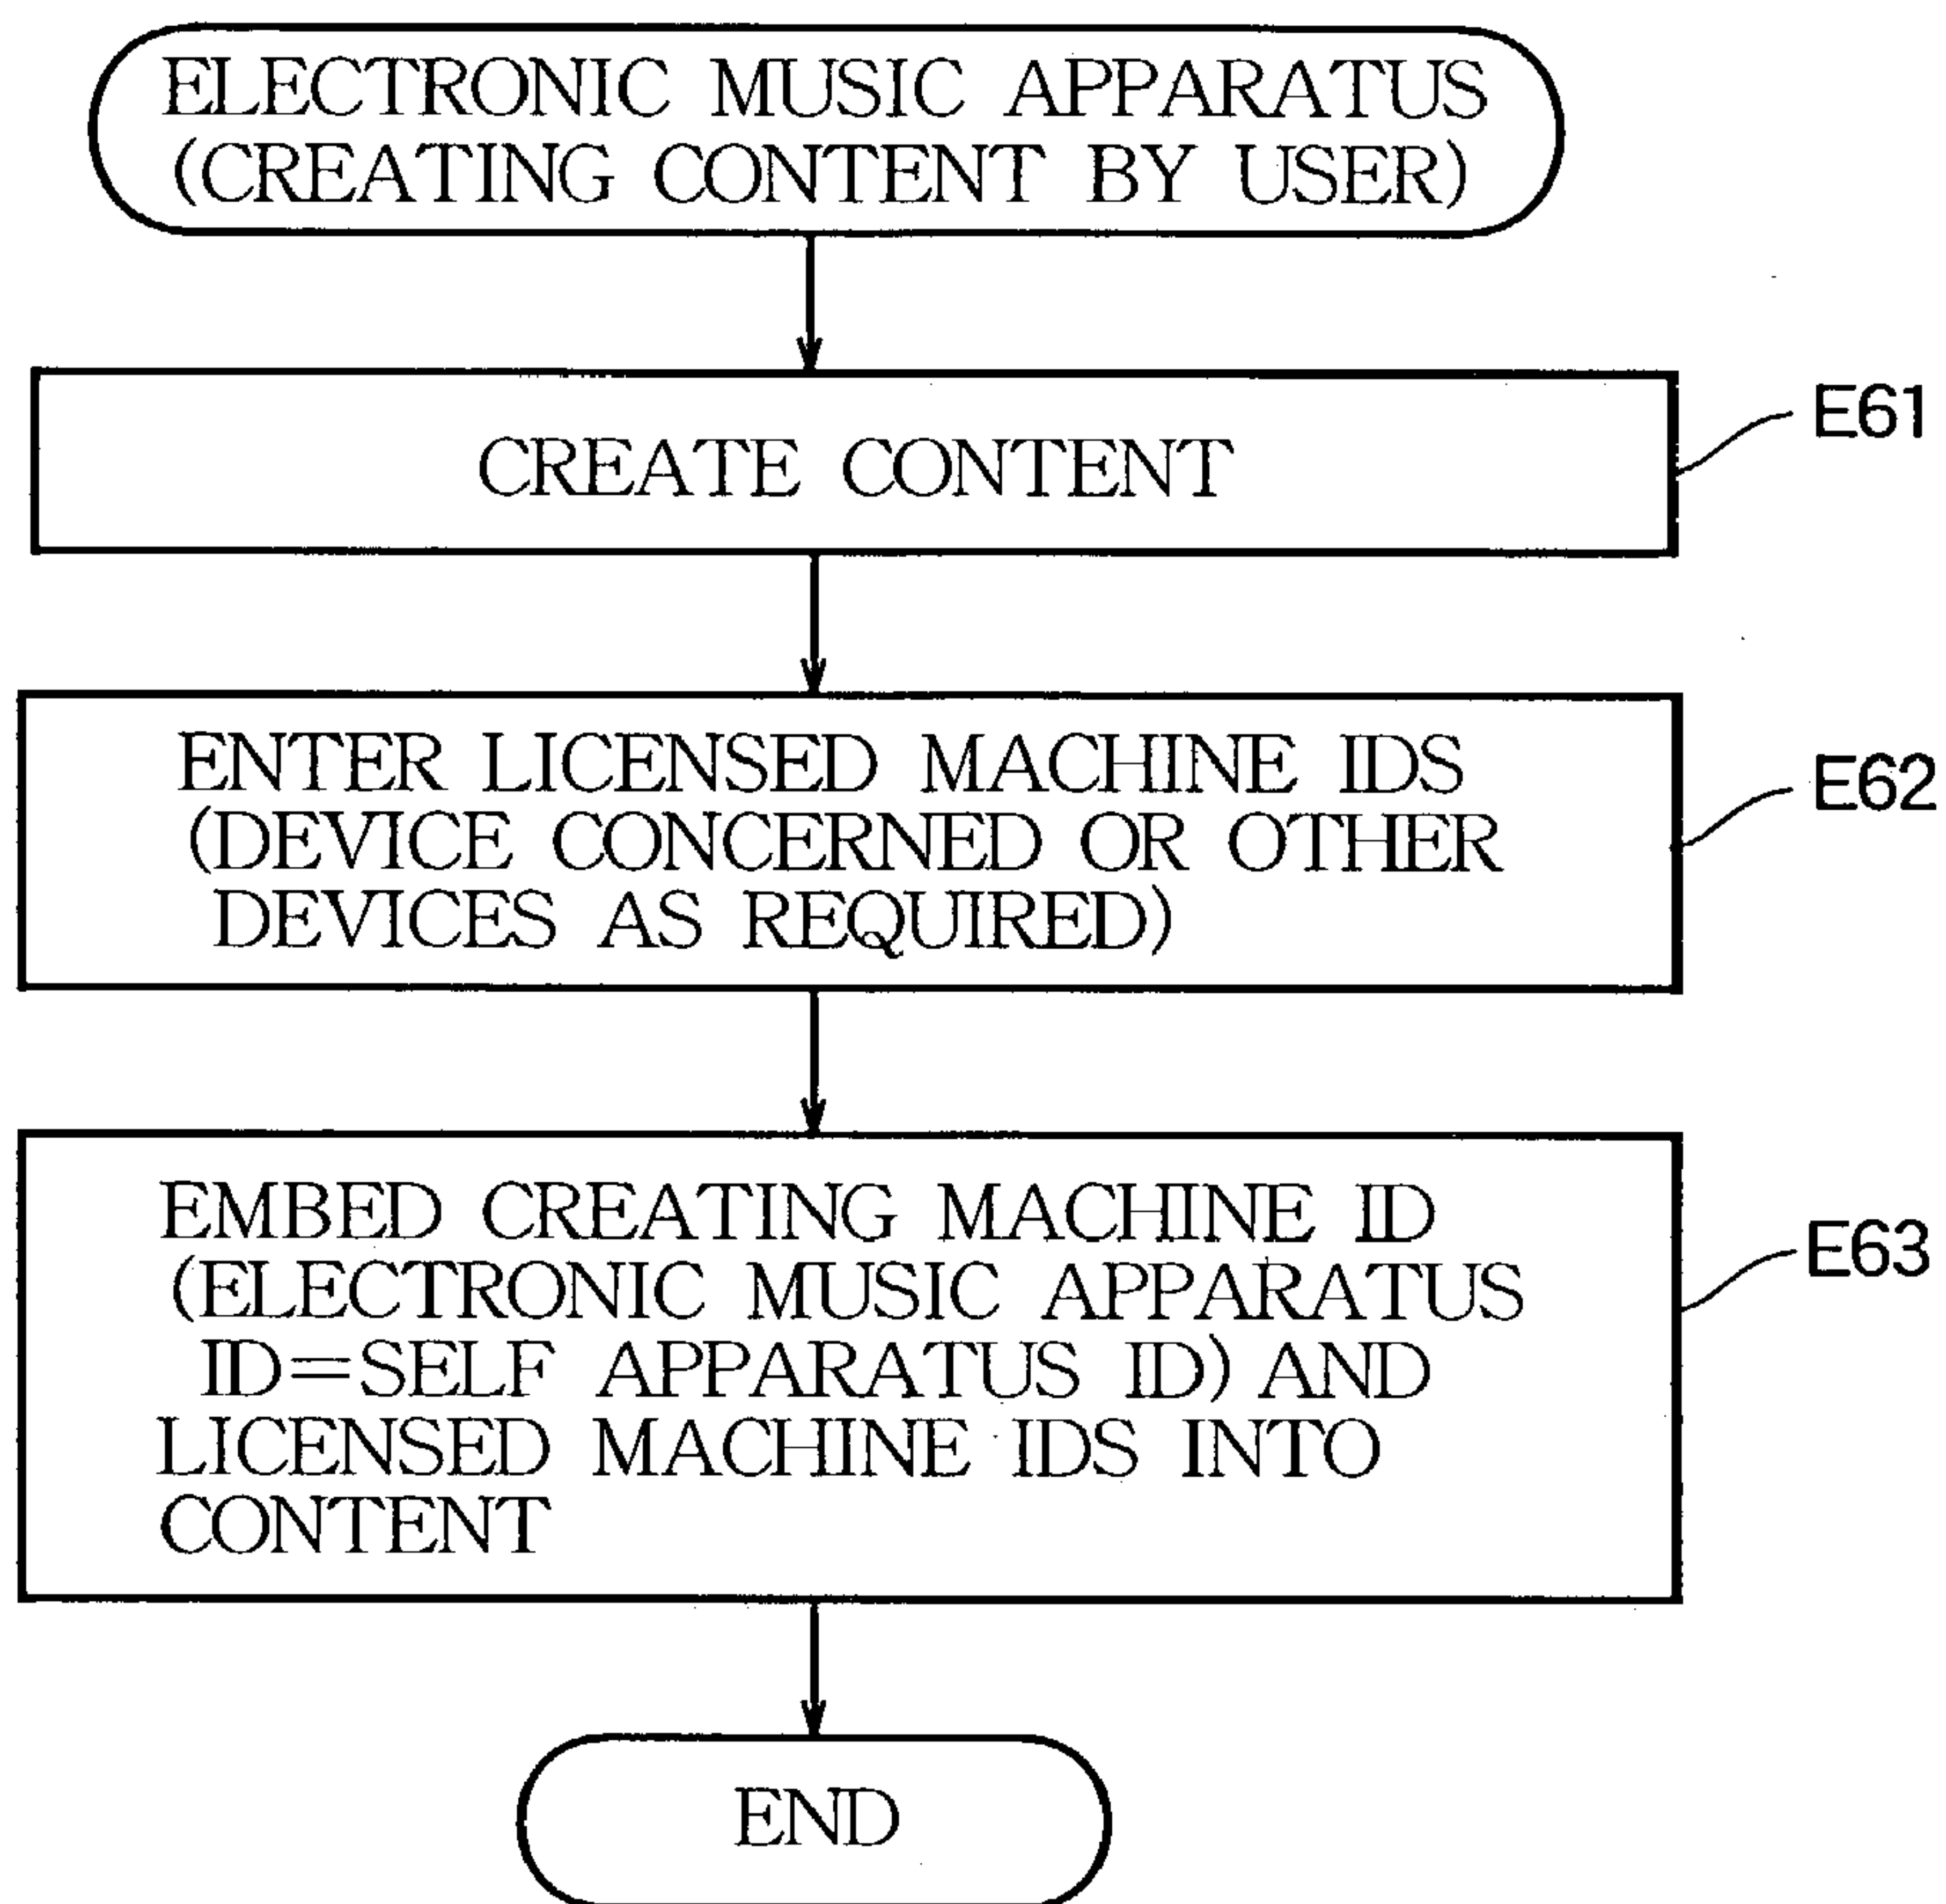 ELECTRONIC MUSIC APPARATUS
(CREATING CONTENT BY USER)
CREATE CONTENT
E61
ENTER LICENSED MACHINE IDS
(DEVICE CONCERNED OR OTHER
DEVICES AS REQUIRED)
E62
EMBED CREATING MACHINE ID
(ELECTRONIC MUSIC APPARATUS
ID=SELF APPARATUS ID) AND
LICENSED MACHINE IDS INTO
CONTENT
E63
END